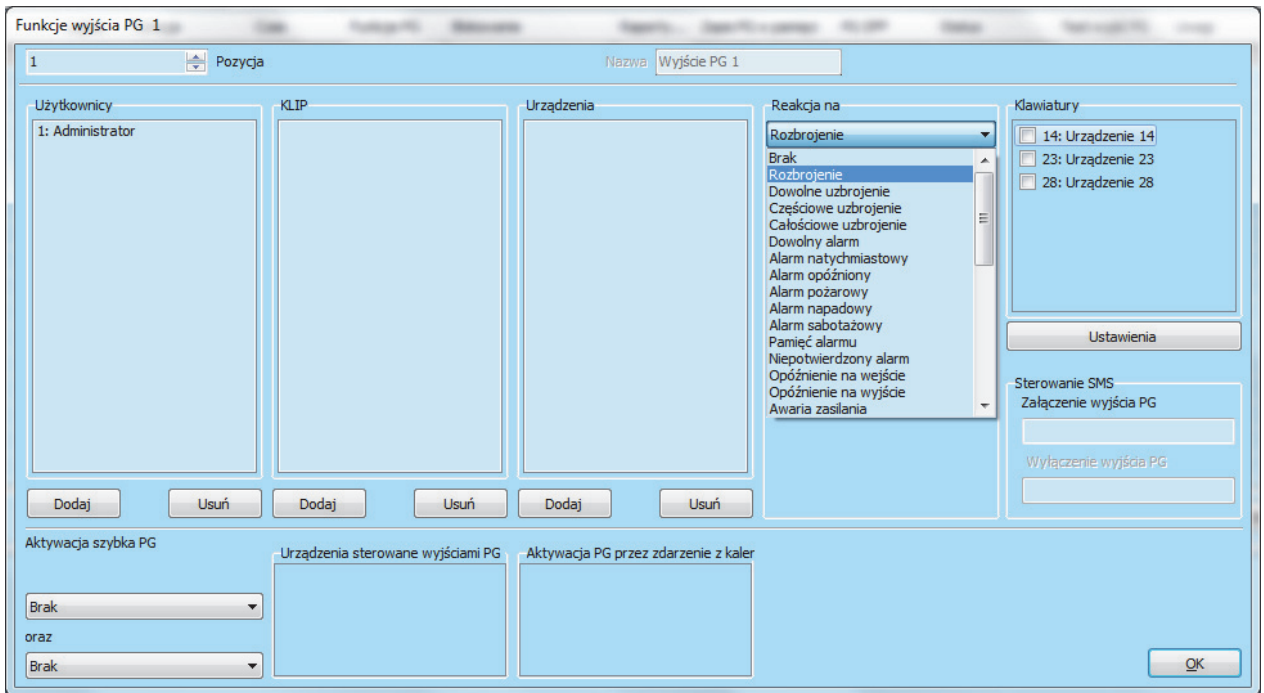 Funkcje wyjścia PG 1
1 Pozycja
Nazwa Wyjście PG 1
Użytkownicy
1: Administrator
Dodaj Usuń
KLIP
Dodaj Usuń
Urządzenia
Dodaj Usuń
Reakcja na
Rozbrojenie
Brak
Rozbrojenie
Dowolne uzbrojenie
Częściowe uzbrojenie
Całościowe uzbrojenie
Dowolny alarm
Alarm natychmiastowy
Alarm opóźniony
Alarm pożarowy
Alarm napadowy
Alarm sabotażowy
Pamięć alarmu
Niepotwierdzony alarm
Opóźnienie na wejście
Opóźnienie na wyjście
Awaria zasilania
Klawiatury
14: Urządzenie 14
23: Urządzenie 23
28: Urządzenie 28
Ustawienia
Sterowanie SMS
Załączenie wyjścia PG
Wyłączenie wyjścia PG
Aktywacja szybka PG
Brak
oraz
Brak
Urządzenia sterowane wyjściami PG
Aktywacja PG przez zdarzenie z kaler
OK